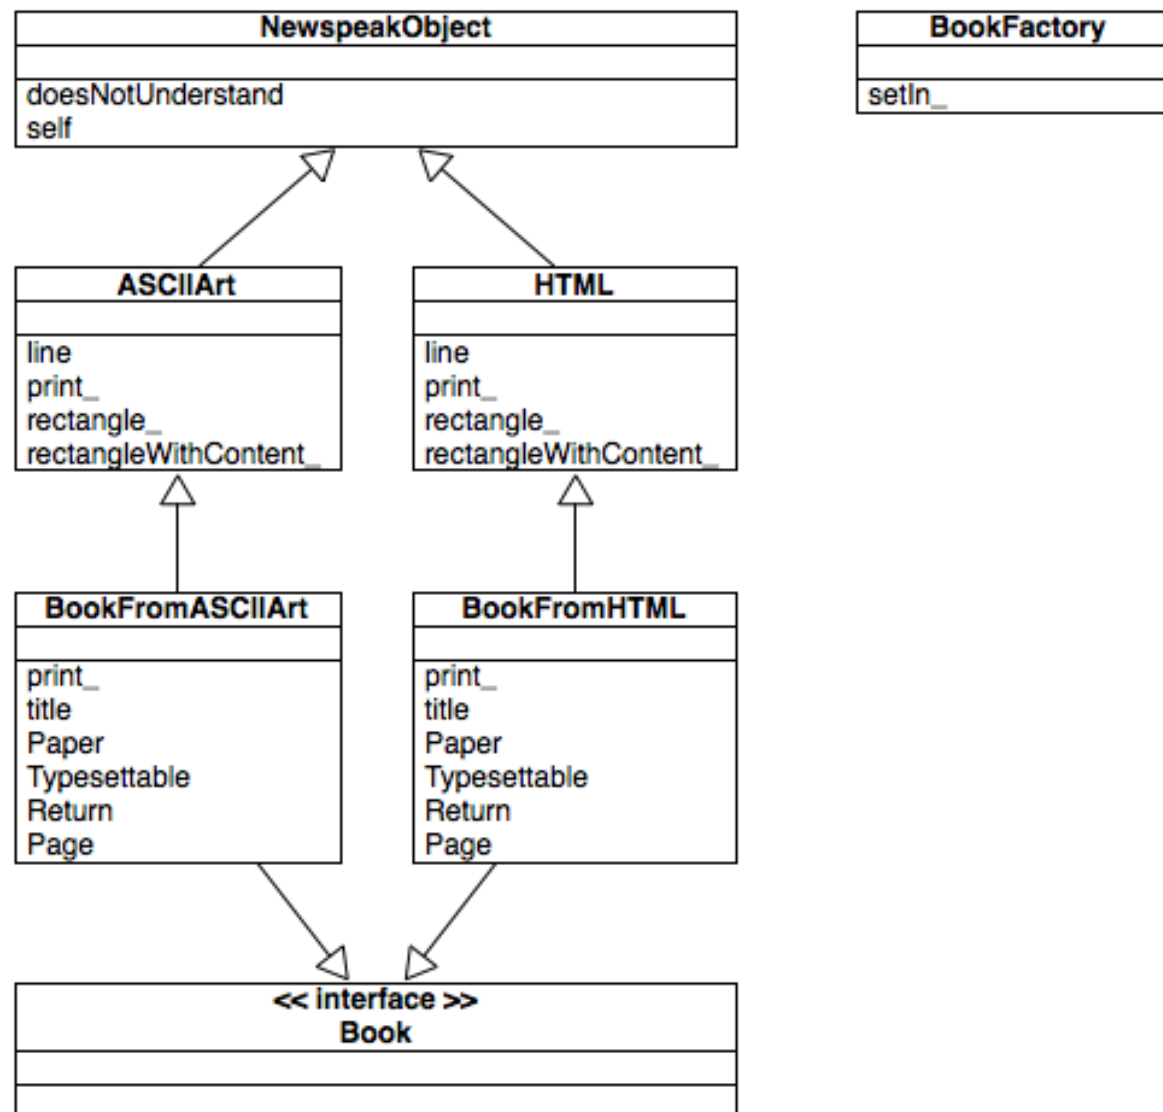 NewspeakObject
doesNotUnderstand
self
BookFactory
setIn_
ASCIIArt
line
print_
rectangle_
rectangleWithContent_
HTML
line
print_
rectangle_
rectangleWithContent_
BookFromASCIIArt
print_
title
Paper
Typesettable
Return
Page
BookFromHTML
print_
title
Paper
Typesettable
Return
Page
<< interface >>
Book